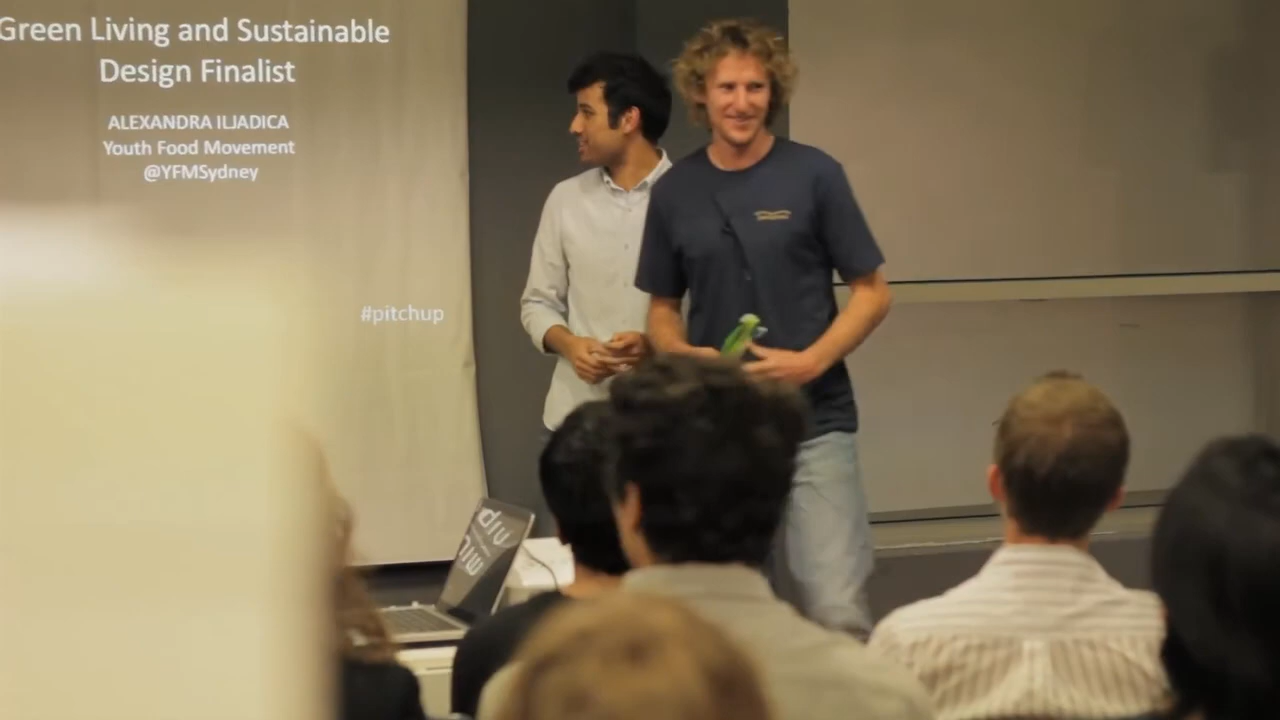 Green Living and Sustainable
Design Finalist
ALEXANDRA ILJADICA
Youth Food Movement
@YFMSydney
#pitchup